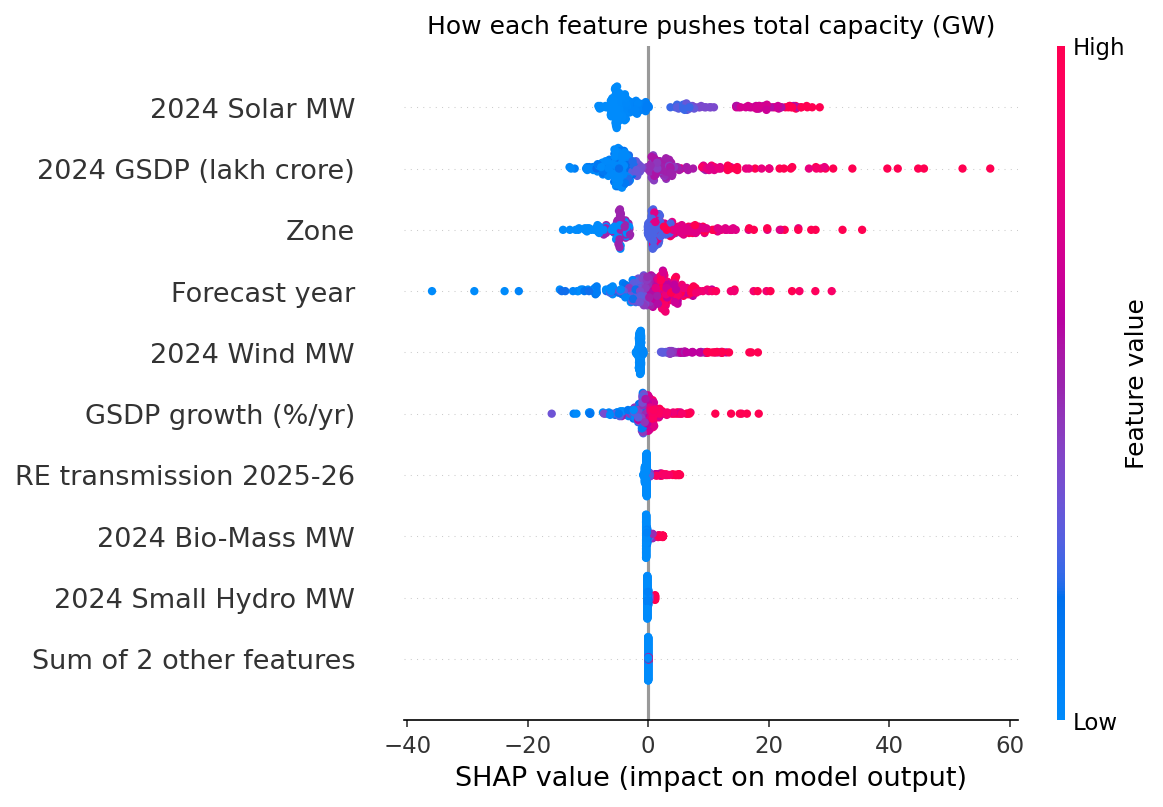 How each feature pushes total capacity (GW)
High
2024 Solar MW
2024 GSDP (lakh crore)
Zone
Forecast year
2024 Wind MW
GSDP growth (%/yr)
RE transmission 2025-26
2024 Bio-Mass MW
2024 Small Hydro MW
Sum of 2 other features
Feature value
Low
−40 −20 0 20 40 60
SHAP value (impact on model output)